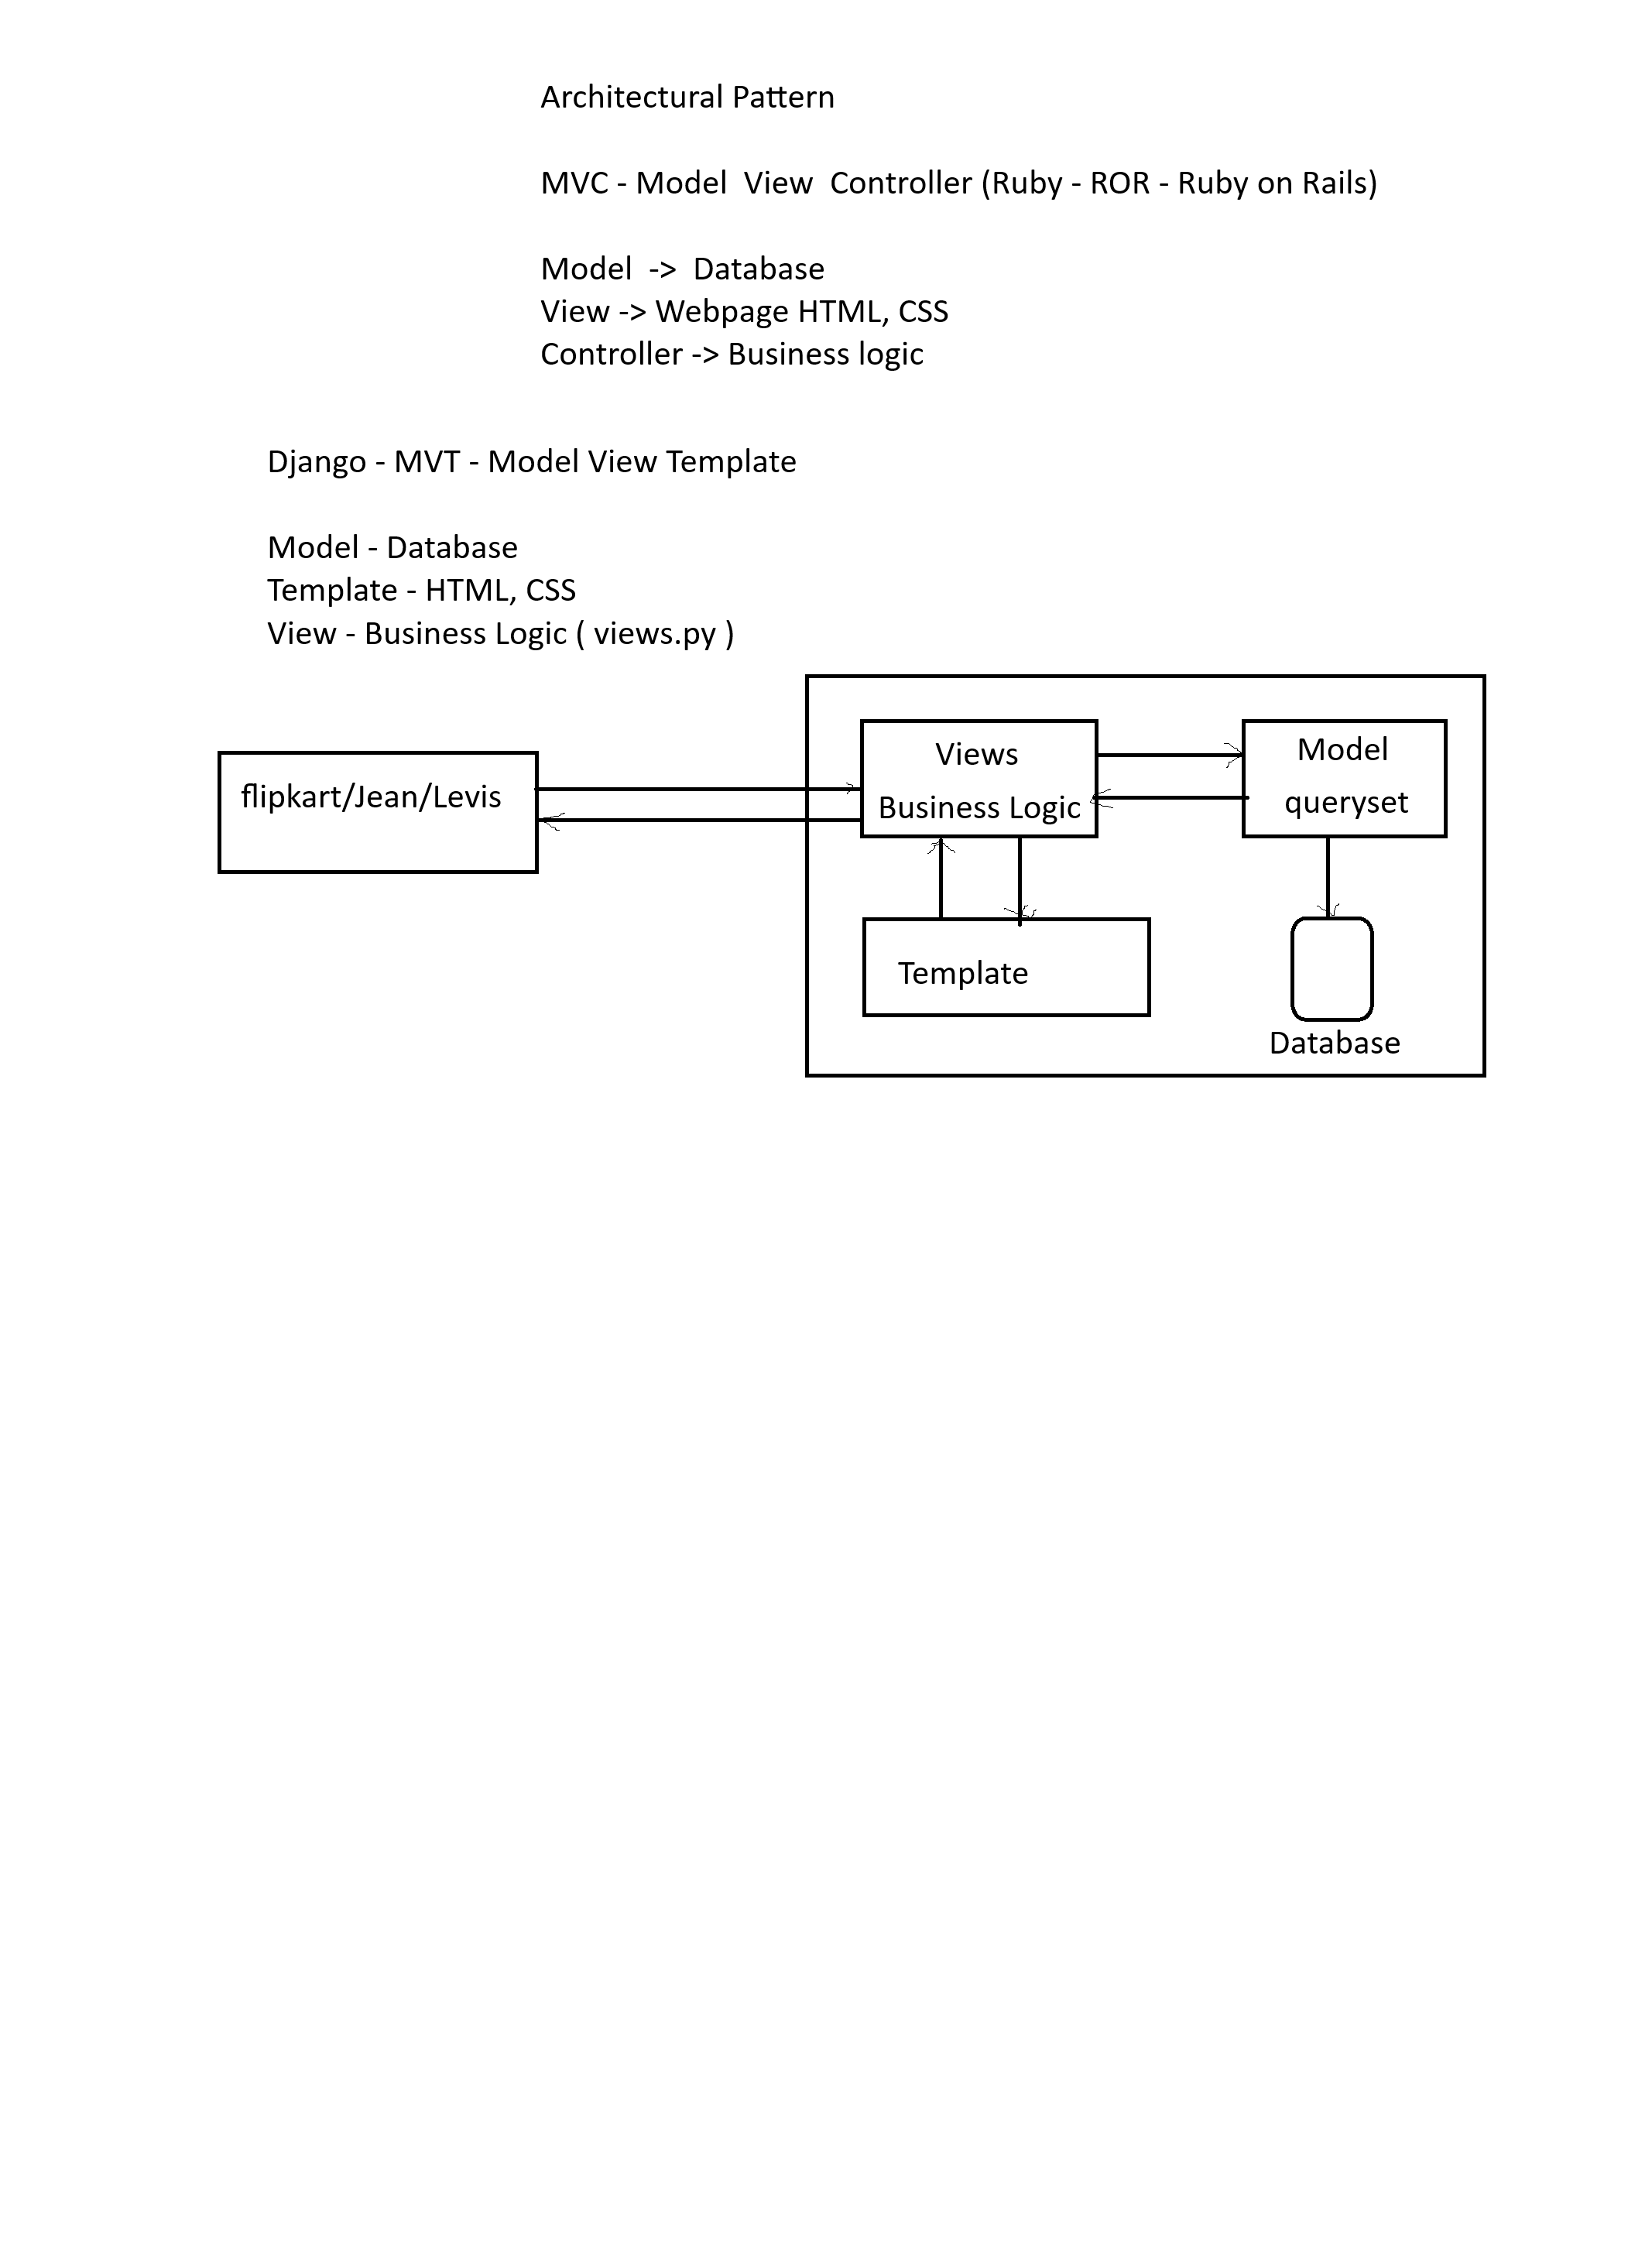 Architectural Pattern
MVC - Model  View  Controller (Ruby - ROR - Ruby on Rails)
Model  ->  Database
View -> Webpage HTML, CSS
Controller -> Business logic
Django - MVT - Model View Template
Model - Database
Template - HTML, CSS
View - Business Logic ( views.py )
flipkart/Jean/Levis
Views
Business Logic
Model
queryset
Template
Database